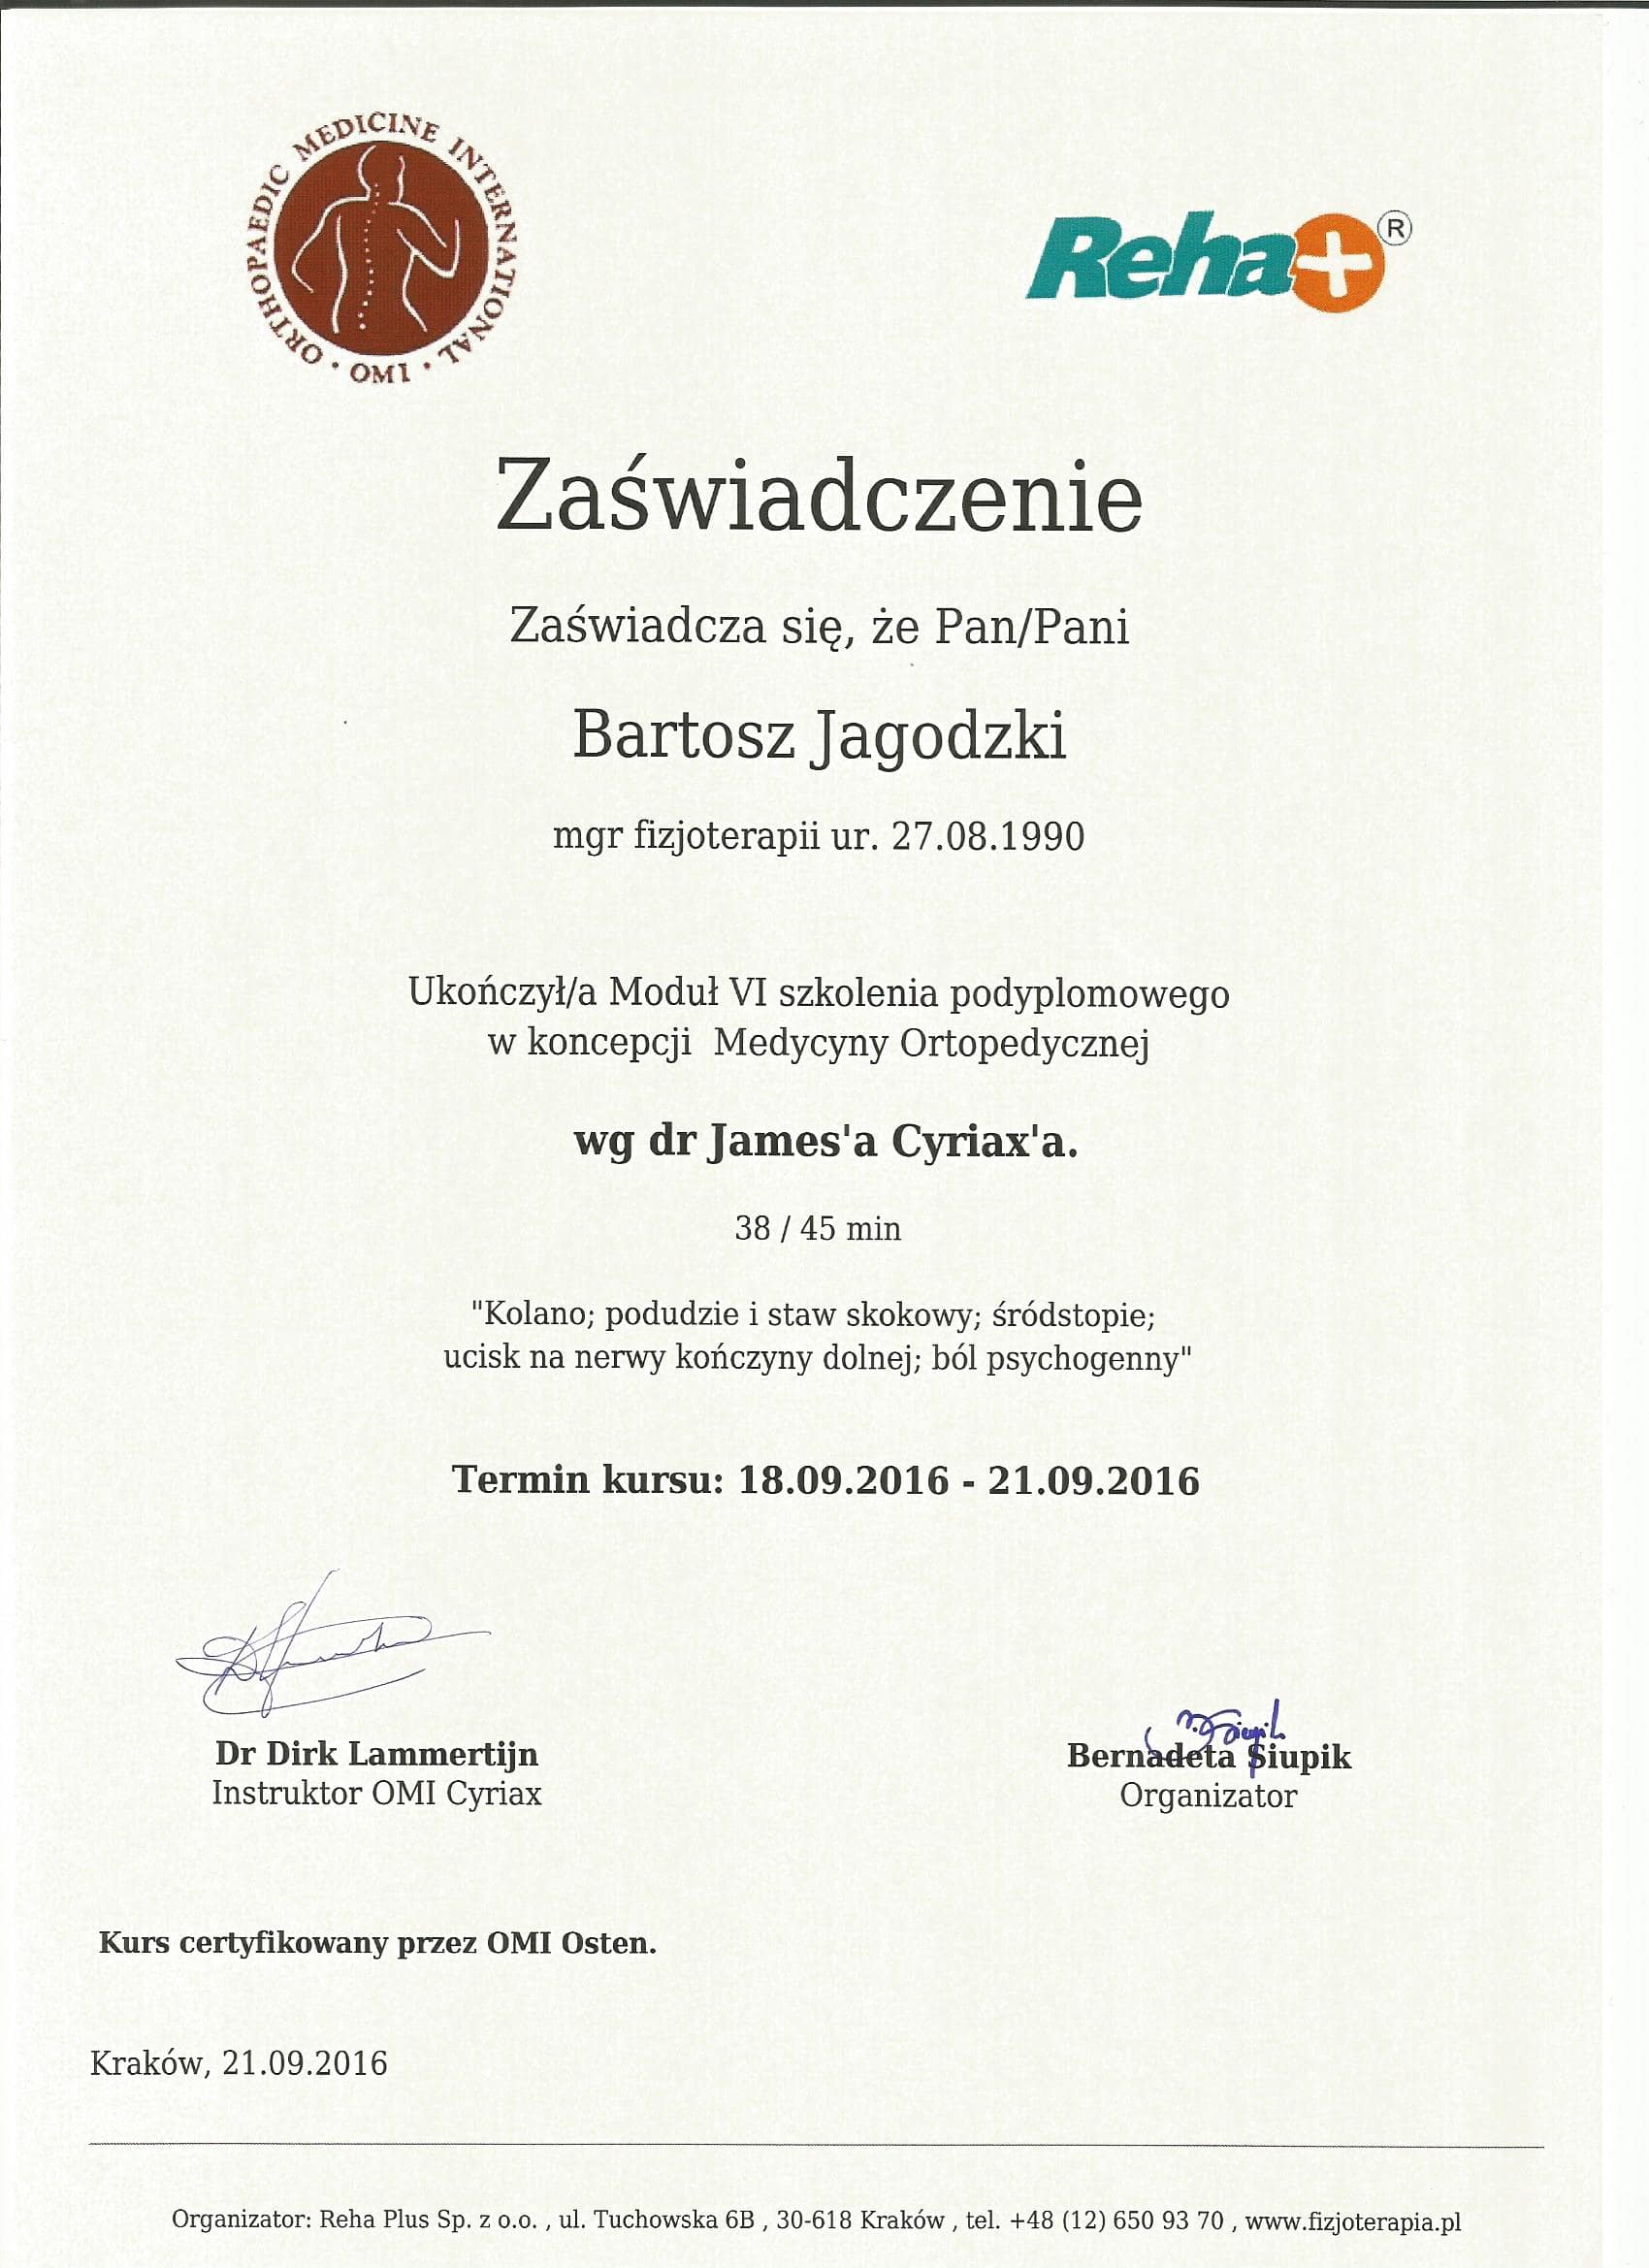 ORTHOPAEDIC MEDICINE INTERNATIONAL
· OMI ·
Reha+®
Zaświadczenie
Zaświadcza się, że Pan/Pani
Bartosz Jagodzki
mgr fizjoterapii ur. 27.08.1990
Ukończył/a Moduł VI szkolenia podyplomowego
w koncepcji Medycyny Ortopedycznej
wg dr James'a Cyriax'a.
38 / 45 min
"Kolano; podudzie i staw skokowy; śródstopie;
ucisk na nerwy kończyny dolnej; ból psychogenny"
Termin kursu: 18.09.2016 - 21.09.2016
Dr Dirk Lammertijn
Instruktor OMI Cyriax
Bernadeta Siupik
Organizator
Kurs certyfikowany przez OMI Osten.
Kraków, 21.09.2016
Organizator: Reha Plus Sp. z o.o. , ul. Tuchowska 6B , 30-618 Kraków , tel. +48 (12) 650 93 70 , www.fizjoterapia.pl